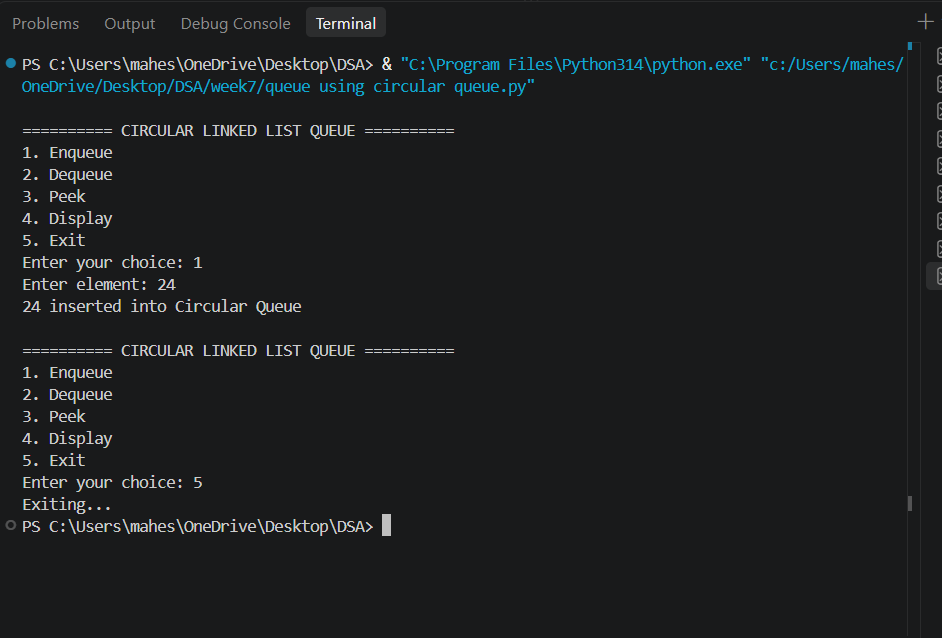 Problems Output Debug Console Terminal
PS C:\Users\mahes\OneDrive\Desktop\DSA> & "C:\Program Files\Python314\python.exe" "c:/Users/mahes/
OneDrive/Desktop/DSA/week7/queue using circular queue.py"
========== CIRCULAR LINKED LIST QUEUE ==========
1. Enqueue
2. Dequeue
3. Peek
4. Display
5. Exit
Enter your choice: 1
Enter element: 24
24 inserted into Circular Queue
========== CIRCULAR LINKED LIST QUEUE ==========
1. Enqueue
2. Dequeue
3. Peek
4. Display
5. Exit
Enter your choice: 5
Exiting...
PS C:\Users\mahes\OneDrive\Desktop\DSA>